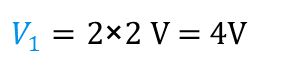 V₁ = 2×2 V = 4V